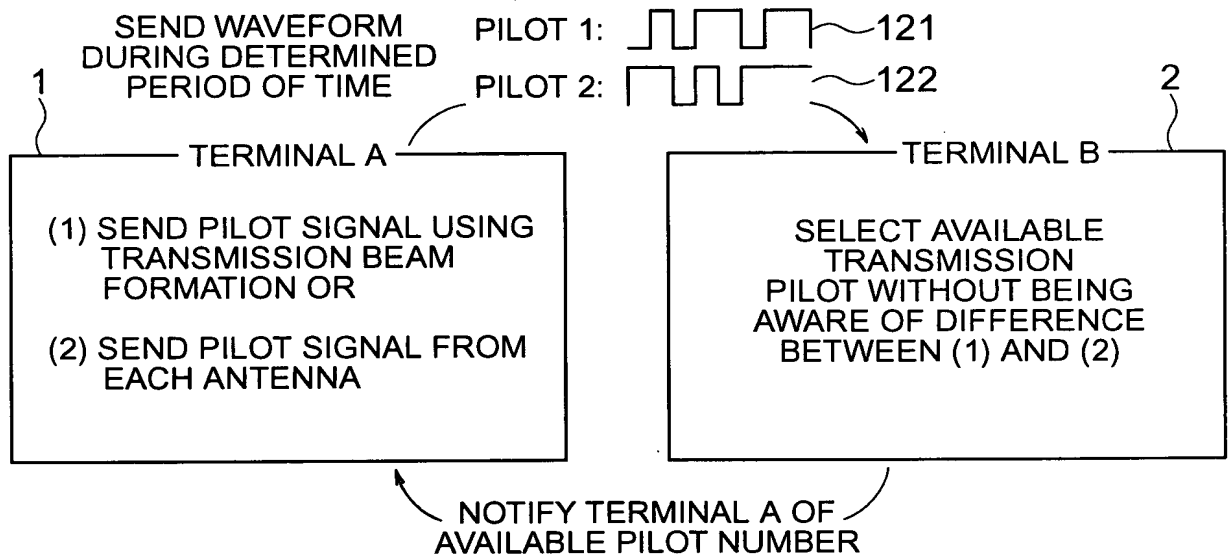 SEND WAVEFORM
DURING DETERMINED
PERIOD OF TIME
PILOT 1:
121
PILOT 2:
122
1
2
TERMINAL A
(1) SEND PILOT SIGNAL USING
TRANSMISSION BEAM
FORMATION OR
(2) SEND PILOT SIGNAL FROM
EACH ANTENNA
TERMINAL B
SELECT AVAILABLE
TRANSMISSION
PILOT WITHOUT BEING
AWARE OF DIFFERENCE
BETWEEN (1) AND (2)
NOTIFY TERMINAL A OF
AVAILABLE PILOT NUMBER